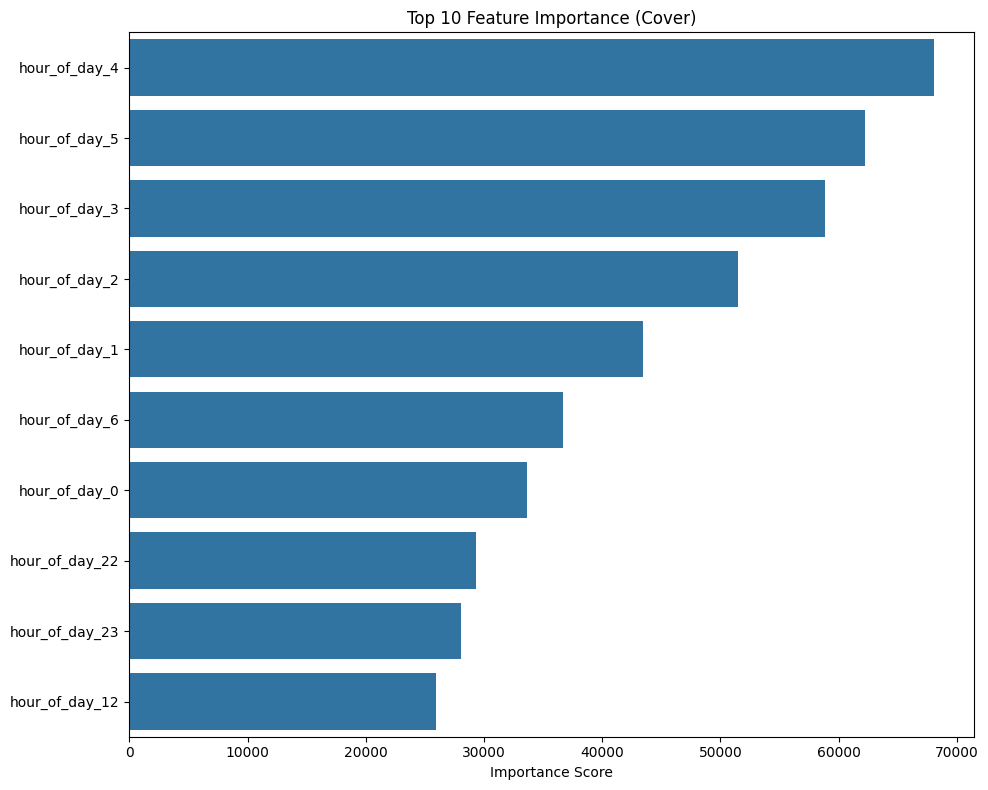 Top 10 Feature Importance (Cover)
hour_of_day_4
hour_of_day_5
hour_of_day_3
hour_of_day_2
hour_of_day_1
hour_of_day_6
hour_of_day_0
hour_of_day_22
hour_of_day_23
hour_of_day_12
0 10000 20000 30000 40000 50000 60000 70000
Importance Score